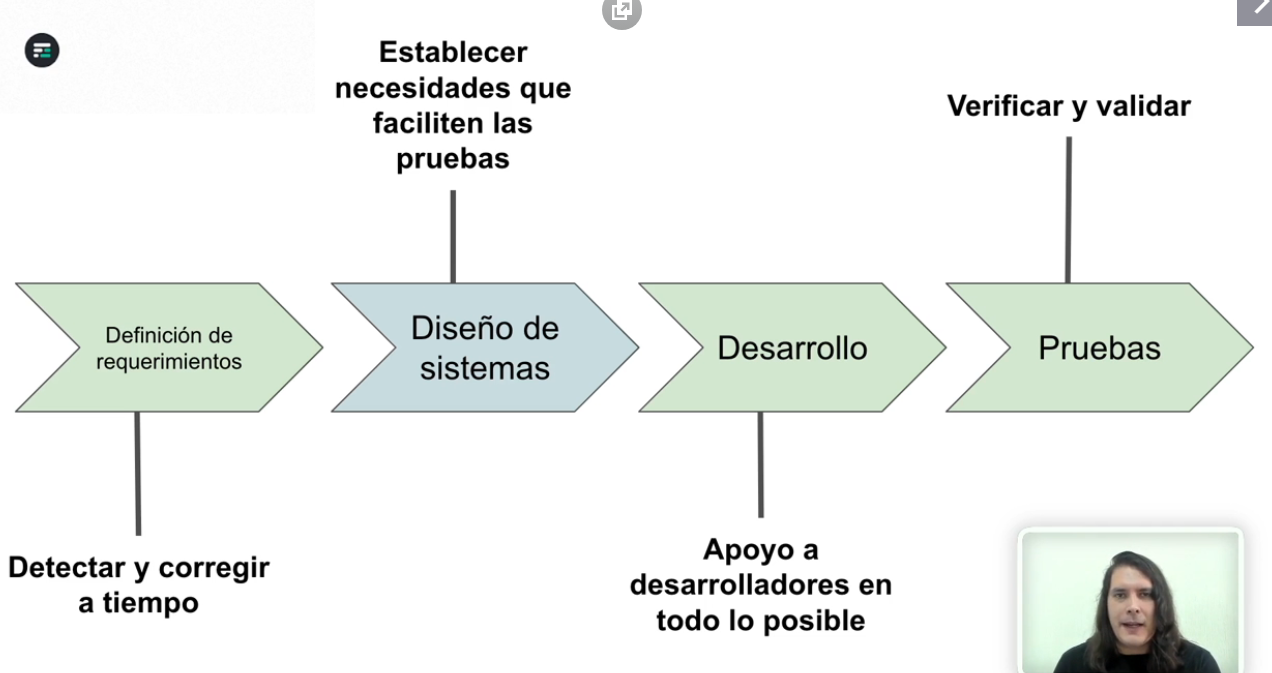 Establecer
necesidades que
faciliten las
pruebas
Verificar y validar
Definición de
requerimientos
Diseño de
sistemas
Desarrollo
Pruebas
Detectar y corregir
a tiempo
Apoyo a
desarrolladores en
todo lo posible